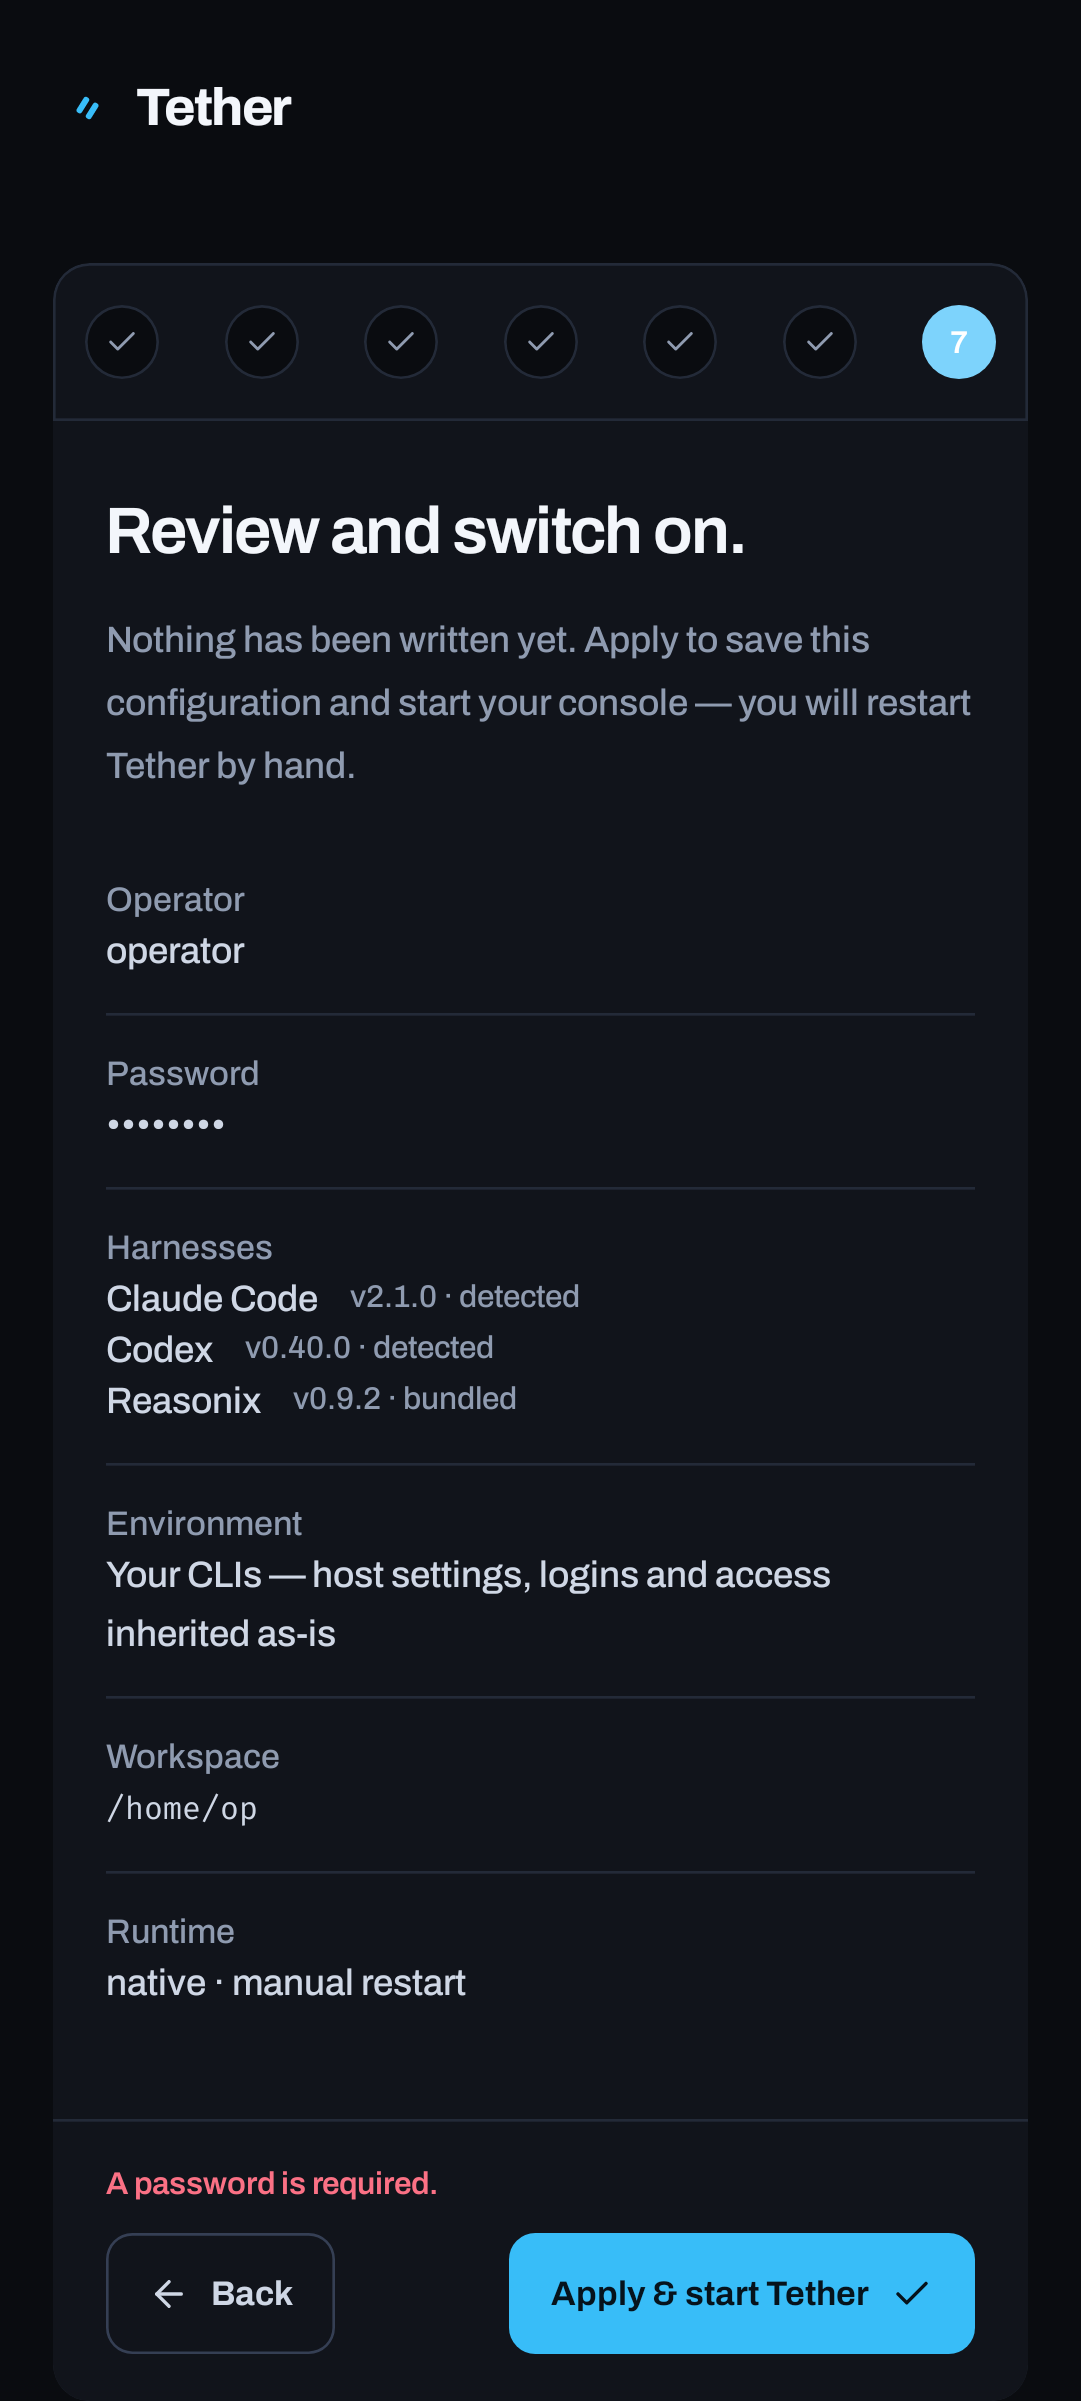 Tether
7
Review and switch on.
Nothing has been written yet. Apply to save this
configuration and start your console — you will restart
Tether by hand.
Operator
operator
Password
••••••••
Harnesses
Claude Code v2.1.0 · detected
Codex v0.40.0 · detected
Reasonix v0.9.2 · bundled
Environment
Your CLIs — host settings, logins and access
inherited as-is
Workspace
/home/op
Runtime
native · manual restart
A password is required.
Back
Apply & start Tether